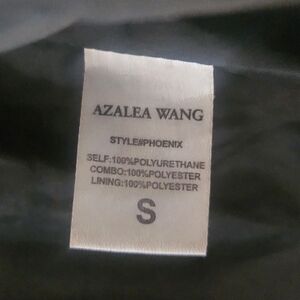 AZALEA WANG
STYLE#PHOENIX
SELF:100%POLYURETHANE
COMBO:100%POLYESTER
LINING:100%POLYESTER
S